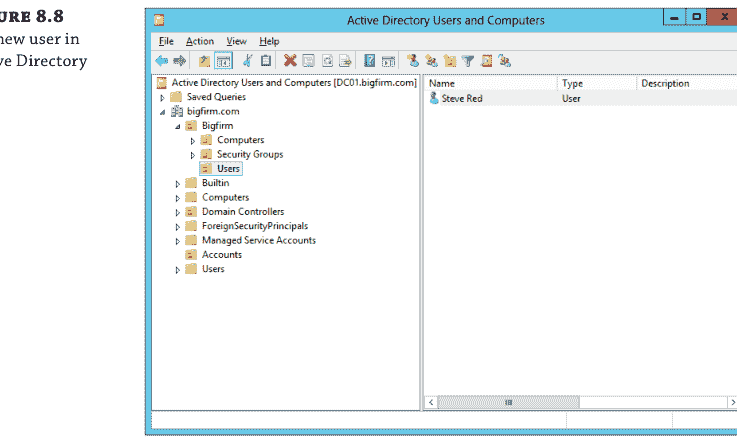 URE 8.8
new user in
ve Directory
Active Directory Users and Computers
File Action View Help
Active Directory Users and Computers [DC01.bigfirm.com]
Saved Queries
bigfirm.com
Bigfirm
Computers
Security Groups
Users
Builtin
Computers
Domain Controllers
ForeignSecurityPrincipals
Managed Service Accounts
Accounts
Users
Name Type Description
Steve Red User